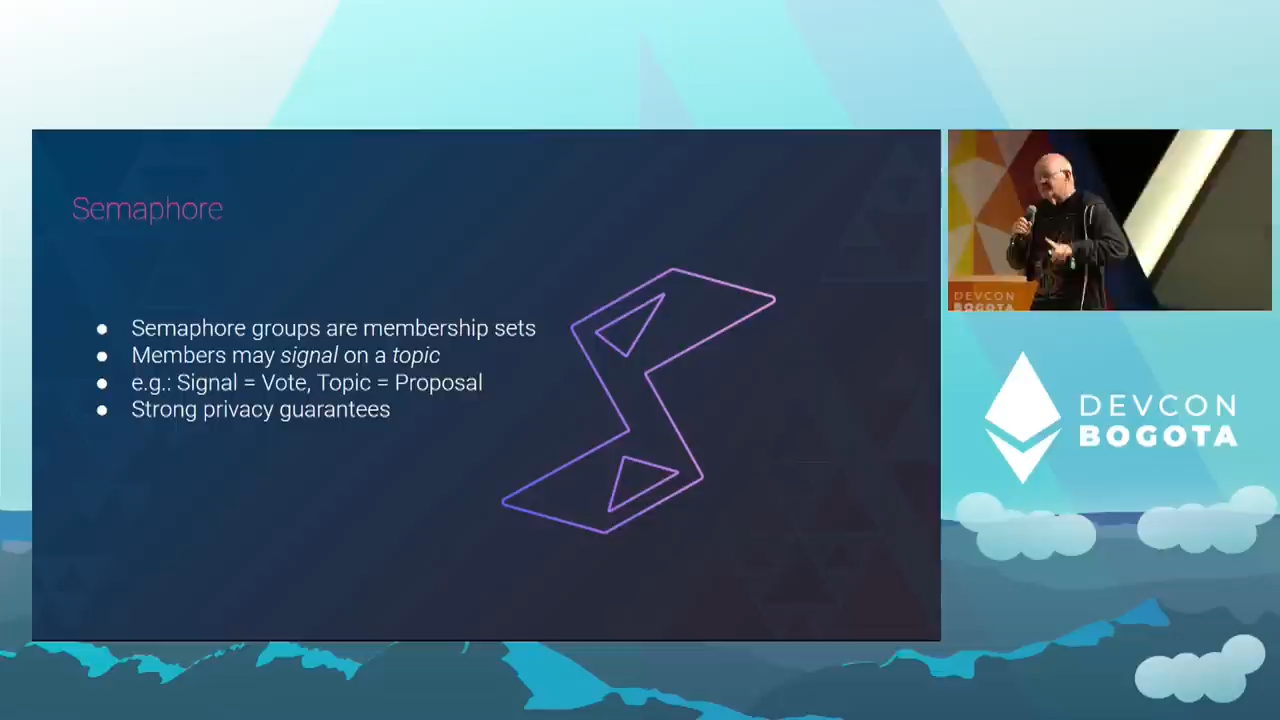 Semaphore
● Semaphore groups are membership sets
● Members may signal on a topic
● e.g.: Signal = Vote, Topic = Proposal
● Strong privacy guarantees
DEVCON
BOGOTA
DEVCON
BOGOTA